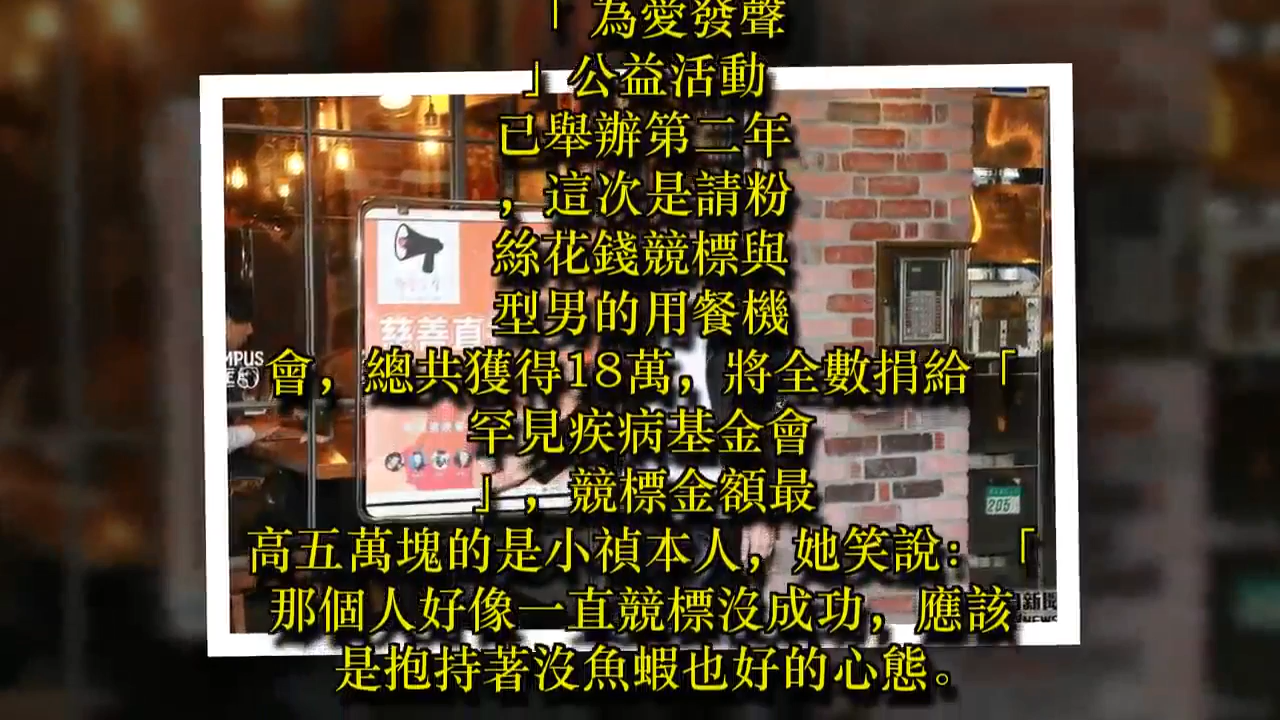 「 為愛發聲
」公益活動
已舉辦第二年
，這次是請粉
絲花錢競標與
型男的用餐機
會，總共獲得18萬，將全數捐給「
罕見疾病基金會
」，競標金額最
高五萬塊的是小禎本人，她笑說：「
那個人好像一直競標沒成功，應該
是抱持著沒魚蝦也好的心態。
慈善直
MPUS
205